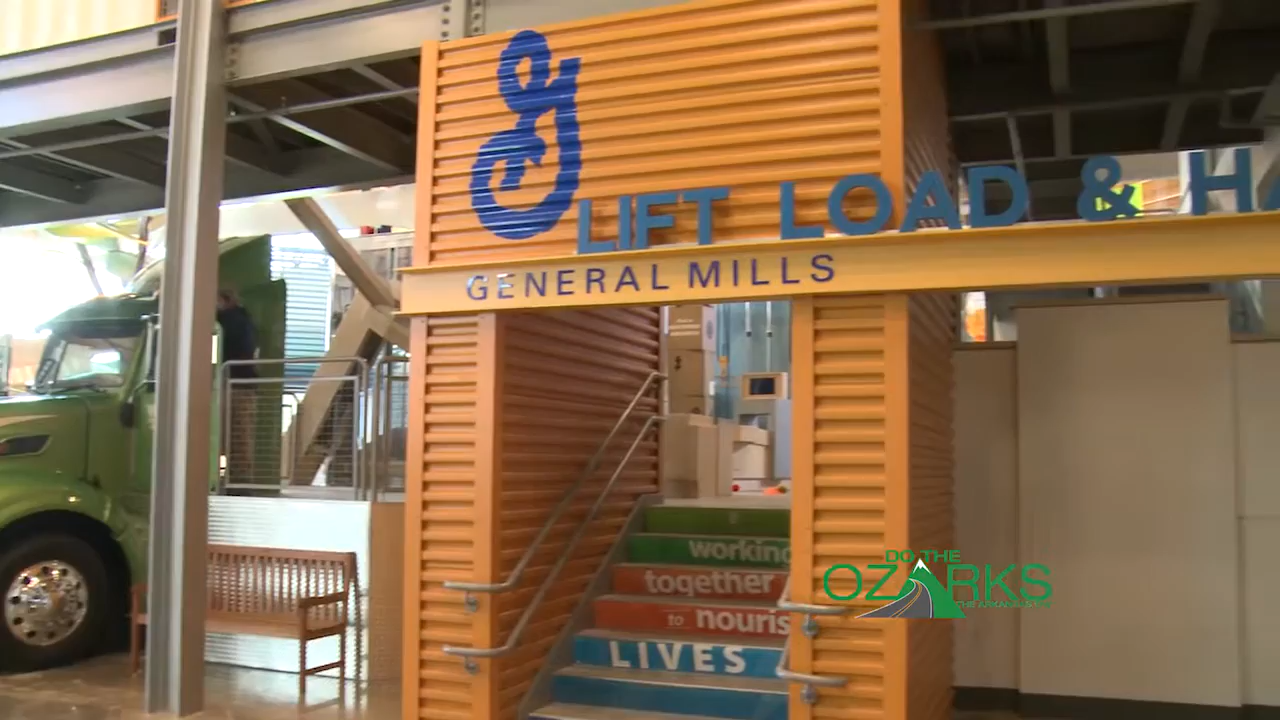 G
LIFT LOAD & HA
GENERAL MILLS
working
together
to nouris
LIVES
DO THE
OZARKS